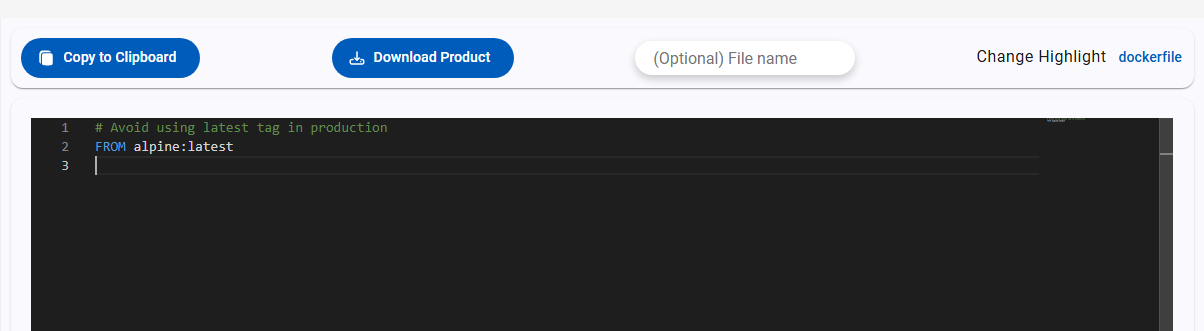 Copy to Clipboard Download Product (Optional) File name Change Highlight dockerfile
1 # Avoid using latest tag in production
2 FROM alpine:latest
3